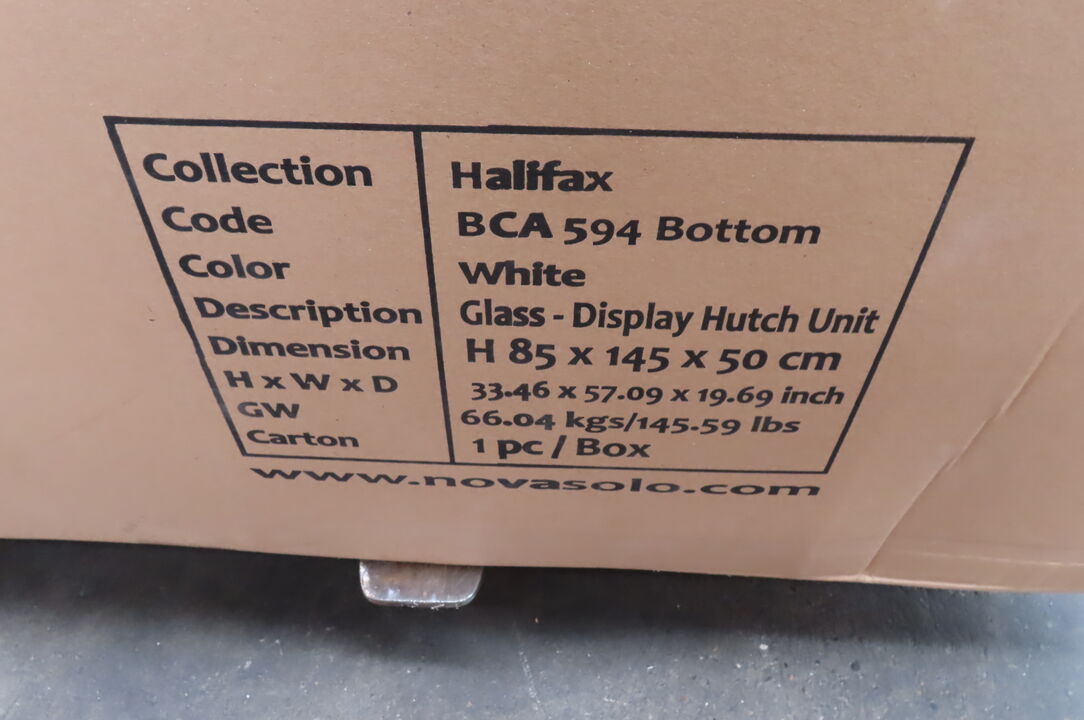 Collection Halifax
Code BCA 594 Bottom
Color White
Description Glass - Display Hutch Unit
Dimension H 85 x 145 x 50 cm
H x W x D 33.46 x 57.09 x 19.69 inch
GW 66.04 kgs/145.59 lbs
Carton 1 pc / Box
www.novasolo.com